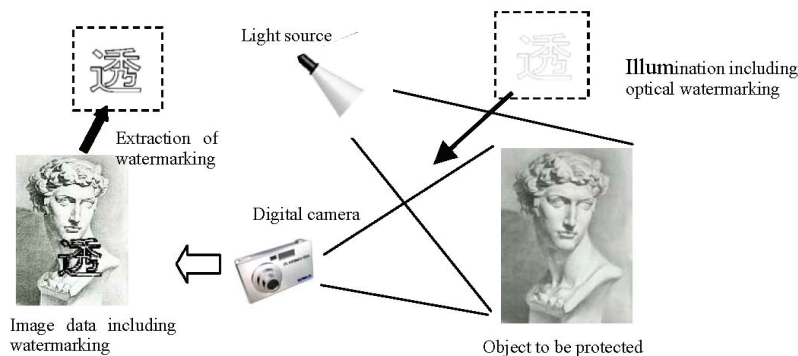 透
Light source
透
Illumination including
optical watermarking
Extraction of
watermarking
Digital camera
透
Image data including
watermarking
Object to be protected